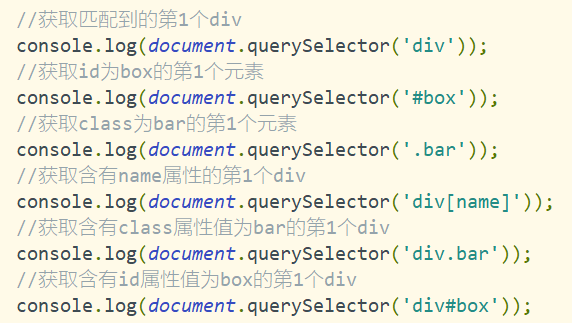 //获取匹配到的第1个div
console.log(document.querySelector('div'));
//获取id为box的第1个元素
console.log(document.querySelector('#box'));
//获取class为bar的第1个元素
console.log(document.querySelector('.bar'));
//获取含有name属性的第1个div
console.log(document.querySelector('div[name]'));
//获取含有class属性值为bar的第1个div
console.log(document.querySelector('div.bar'));
//获取含有id属性值为box的第1个div
console.log(document.querySelector('div#box'));